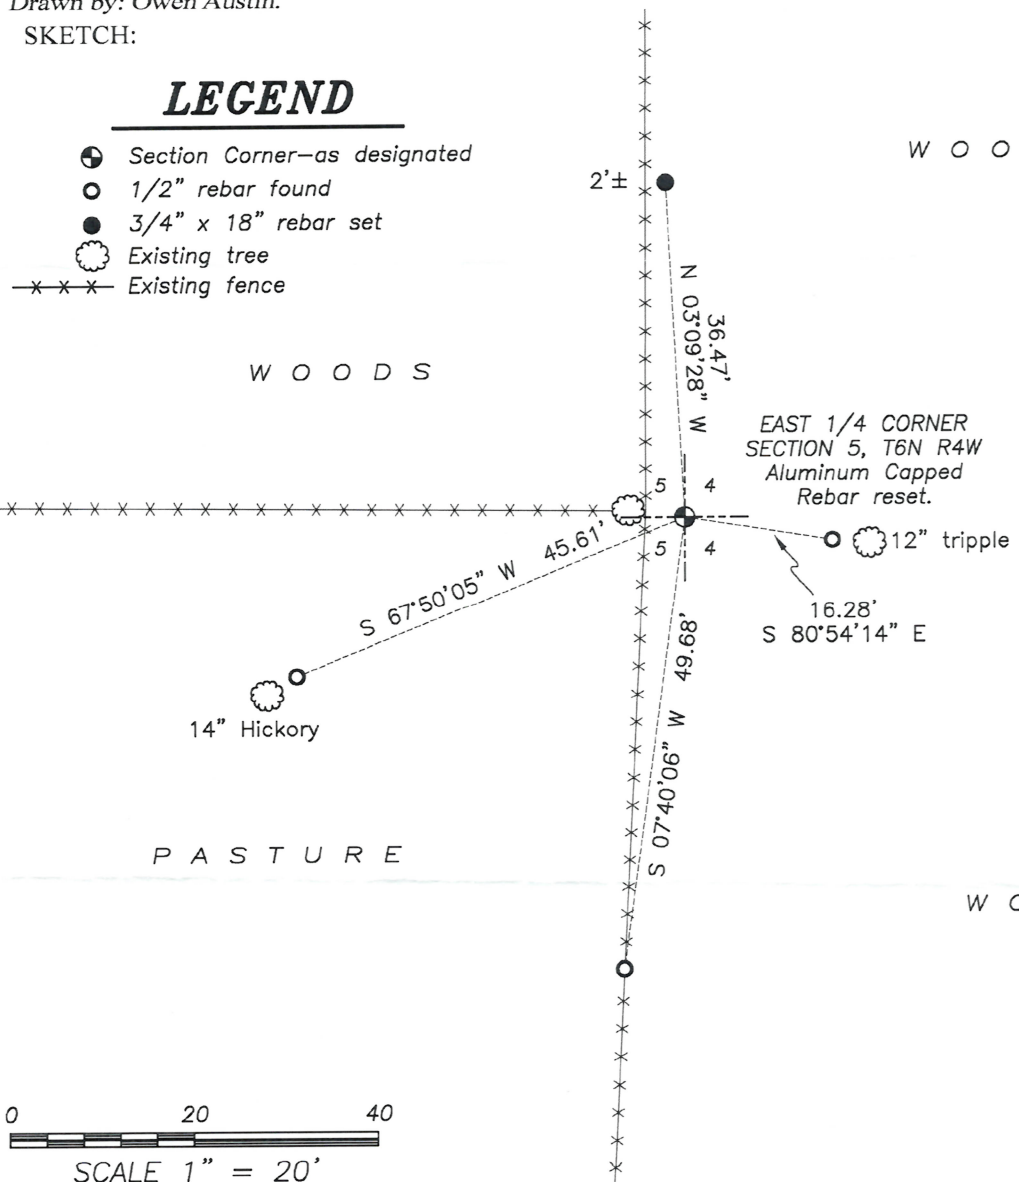 Drawn by: Owen Austin.
SKETCH:
LEGEND
Section Corner–as designated
1/2" rebar found
3/4" x 18" rebar set
Existing tree
Existing fence
W O O
2'±
N 03°09'28" W
36.47'
W O O D S
EAST 1/4 CORNER
SECTION 5, T6N R4W
Aluminum Capped
Rebar reset.
5 4
5 4
12" tripple
S 67°50'05" W 45.61'
16.28'
S 80°54'14" E
14" Hickory
S 07°40'06" W 49.68'
P A S T U R E
W
0 20 40
SCALE 1" = 20'